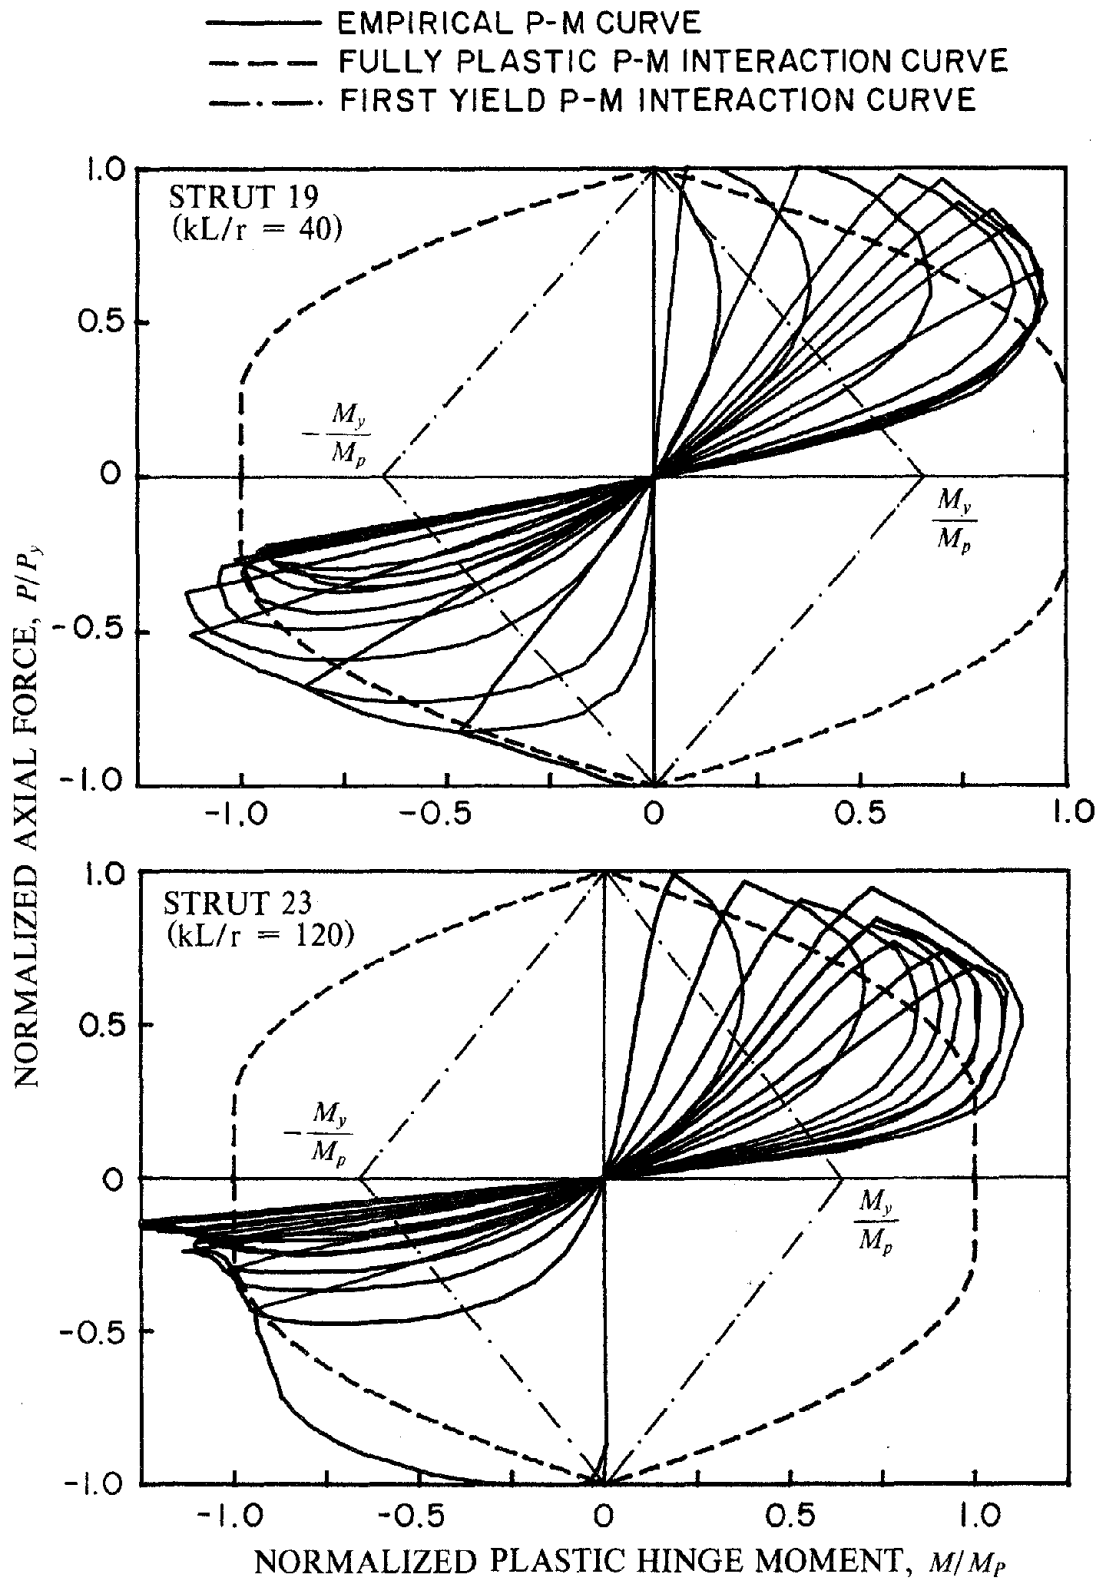 EMPIRICAL P-M CURVE
FULLY PLASTIC P-M INTERACTION CURVE
FIRST YIELD P-M INTERACTION CURVE
1.0
STRUT 19
(kL/r = 40)
0.5
-My/Mp
0
My/Mp
-0.5
-1.0
-1.0 -0.5 0 0.5 1.0
1.0
STRUT 23
(kL/r = 120)
0.5
-My/Mp
0
My/Mp
-0.5
-1.0
-1.0 -0.5 0 0.5 1.0
NORMALIZED AXIAL FORCE, P/Py
NORMALIZED PLASTIC HINGE MOMENT, M/MP